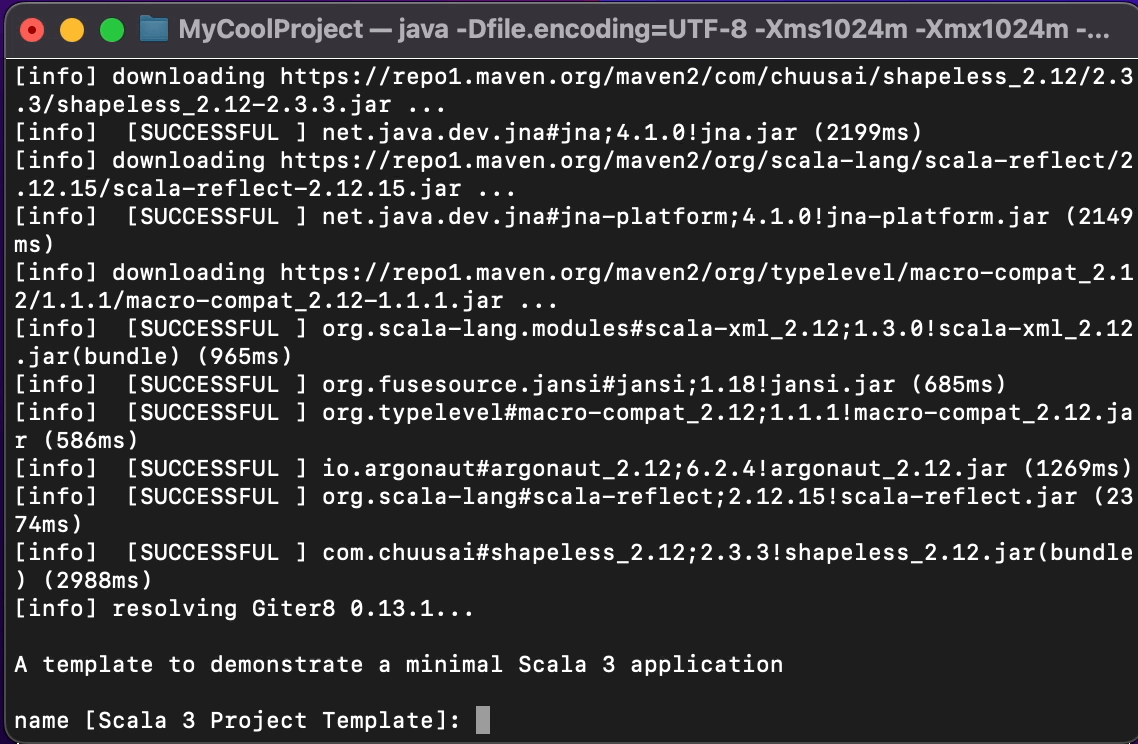 MyCoolProject — java -Dfile.encoding=UTF-8 -Xms1024m -Xmx1024m -...
[info] downloading https://repo1.maven.org/maven2/com/chuusai/shapeless_2.12/2.3
.3/shapeless_2.12-2.3.3.jar ...
[info]  [SUCCESSFUL ] net.java.dev.jna#jna;4.1.0!jna.jar (2199ms)
[info] downloading https://repo1.maven.org/maven2/org/scala-lang/scala-reflect/2
.12.15/scala-reflect-2.12.15.jar ...
[info]  [SUCCESSFUL ] net.java.dev.jna#jna-platform;4.1.0!jna-platform.jar (2149
ms)
[info] downloading https://repo1.maven.org/maven2/org/typelevel/macro-compat_2.1
2/1.1.1/macro-compat_2.12-1.1.1.jar ...
[info]  [SUCCESSFUL ] org.scala-lang.modules#scala-xml_2.12;1.3.0!scala-xml_2.12
.jar(bundle) (965ms)
[info]  [SUCCESSFUL ] org.fusesource.jansi#jansi;1.18!jansi.jar (685ms)
[info]  [SUCCESSFUL ] org.typelevel#macro-compat_2.12;1.1.1!macro-compat_2.12.ja
r (586ms)
[info]  [SUCCESSFUL ] io.argonaut#argonaut_2.12;6.2.4!argonaut_2.12.jar (1269ms)
[info]  [SUCCESSFUL ] org.scala-lang#scala-reflect;2.12.15!scala-reflect.jar (23
74ms)
[info]  [SUCCESSFUL ] com.chuusai#shapeless_2.12;2.3.3!shapeless_2.12.jar(bundle
) (2988ms)
[info] resolving Giter8 0.13.1...
A template to demonstrate a minimal Scala 3 application
name [Scala 3 Project Template]: